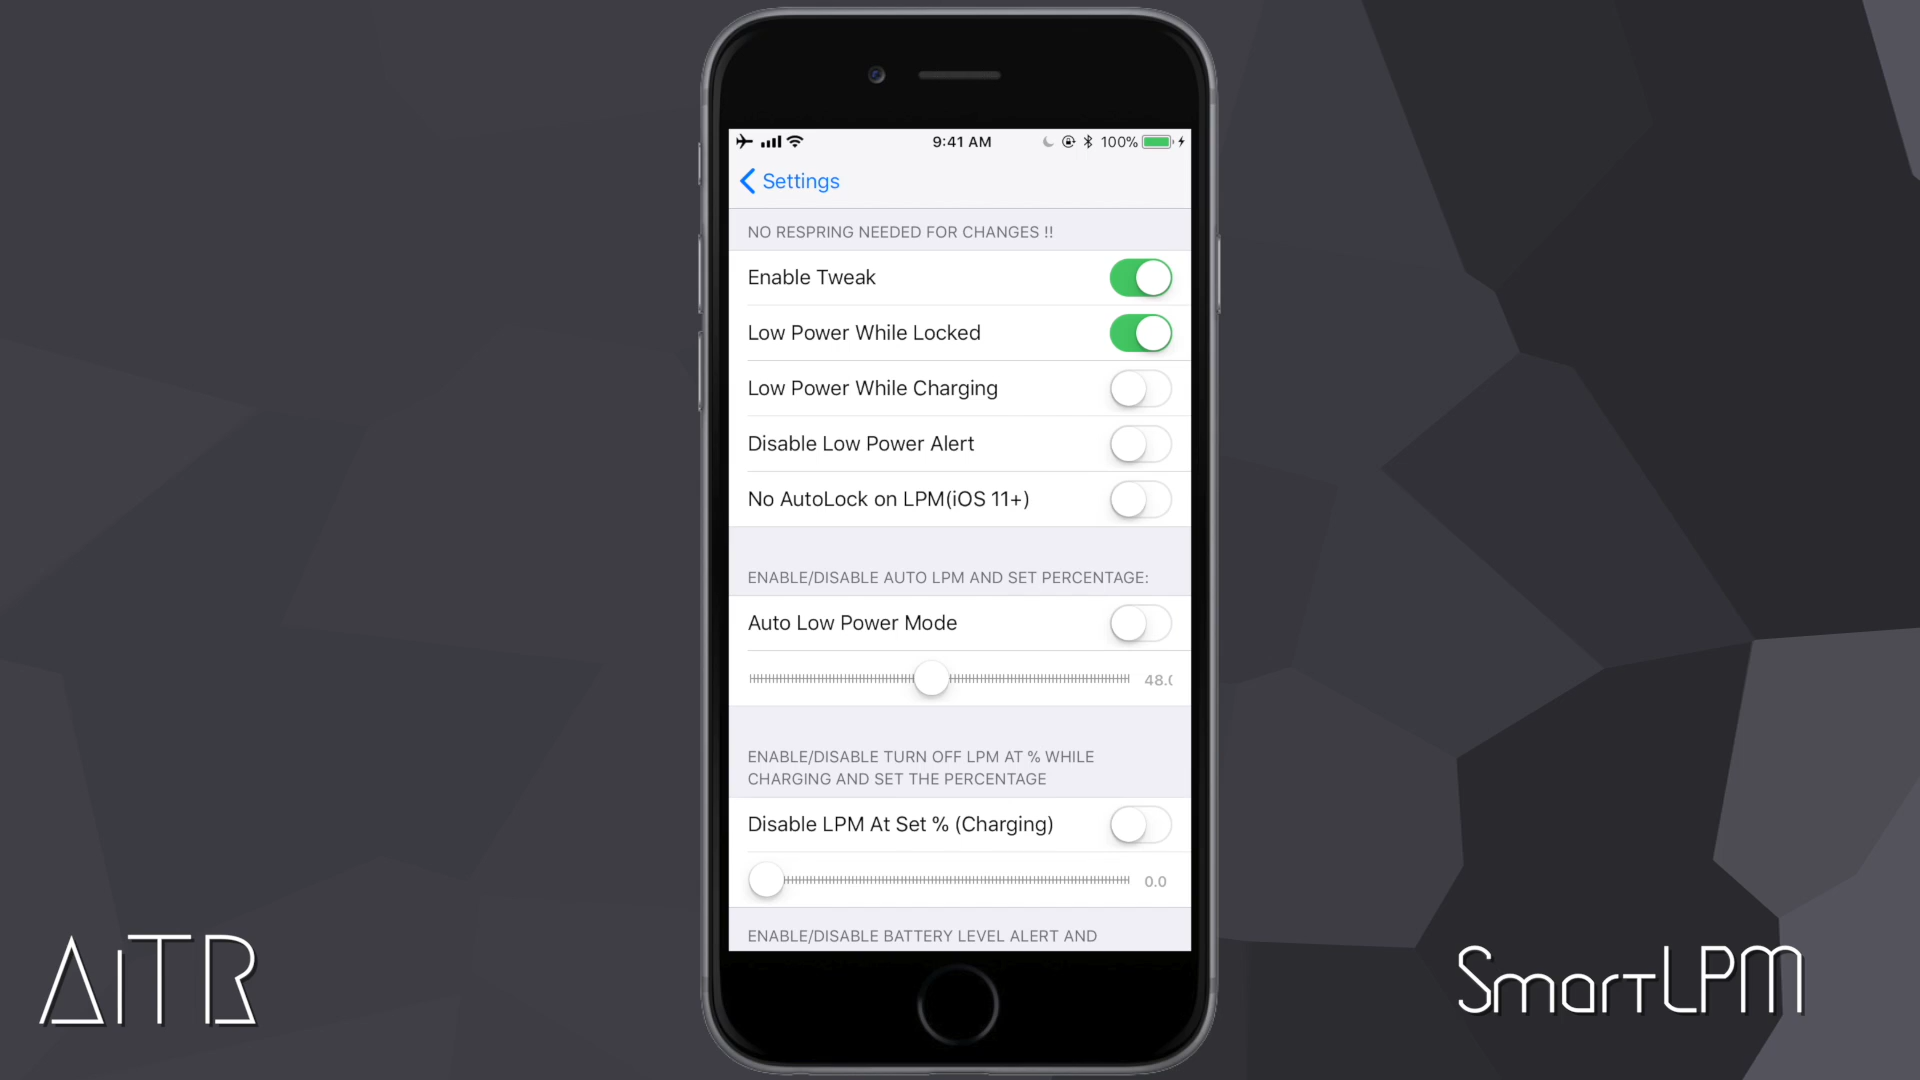 9:41 AM
100%
Settings
NO RESPRING NEEDED FOR CHANGES !!
Enable Tweak
Low Power While Locked
Low Power While Charging
Disable Low Power Alert
No AutoLock on LPM(iOS 11+)
ENABLE/DISABLE AUTO LPM AND SET PERCENTAGE:
Auto Low Power Mode
48.
ENABLE/DISABLE TURN OFF LPM AT % WHILE
CHARGING AND SET THE PERCENTAGE
Disable LPM At Set % (Charging)
0.0
ENABLE/DISABLE BATTERY LEVEL ALERT AND
AiTR
SmartLPM